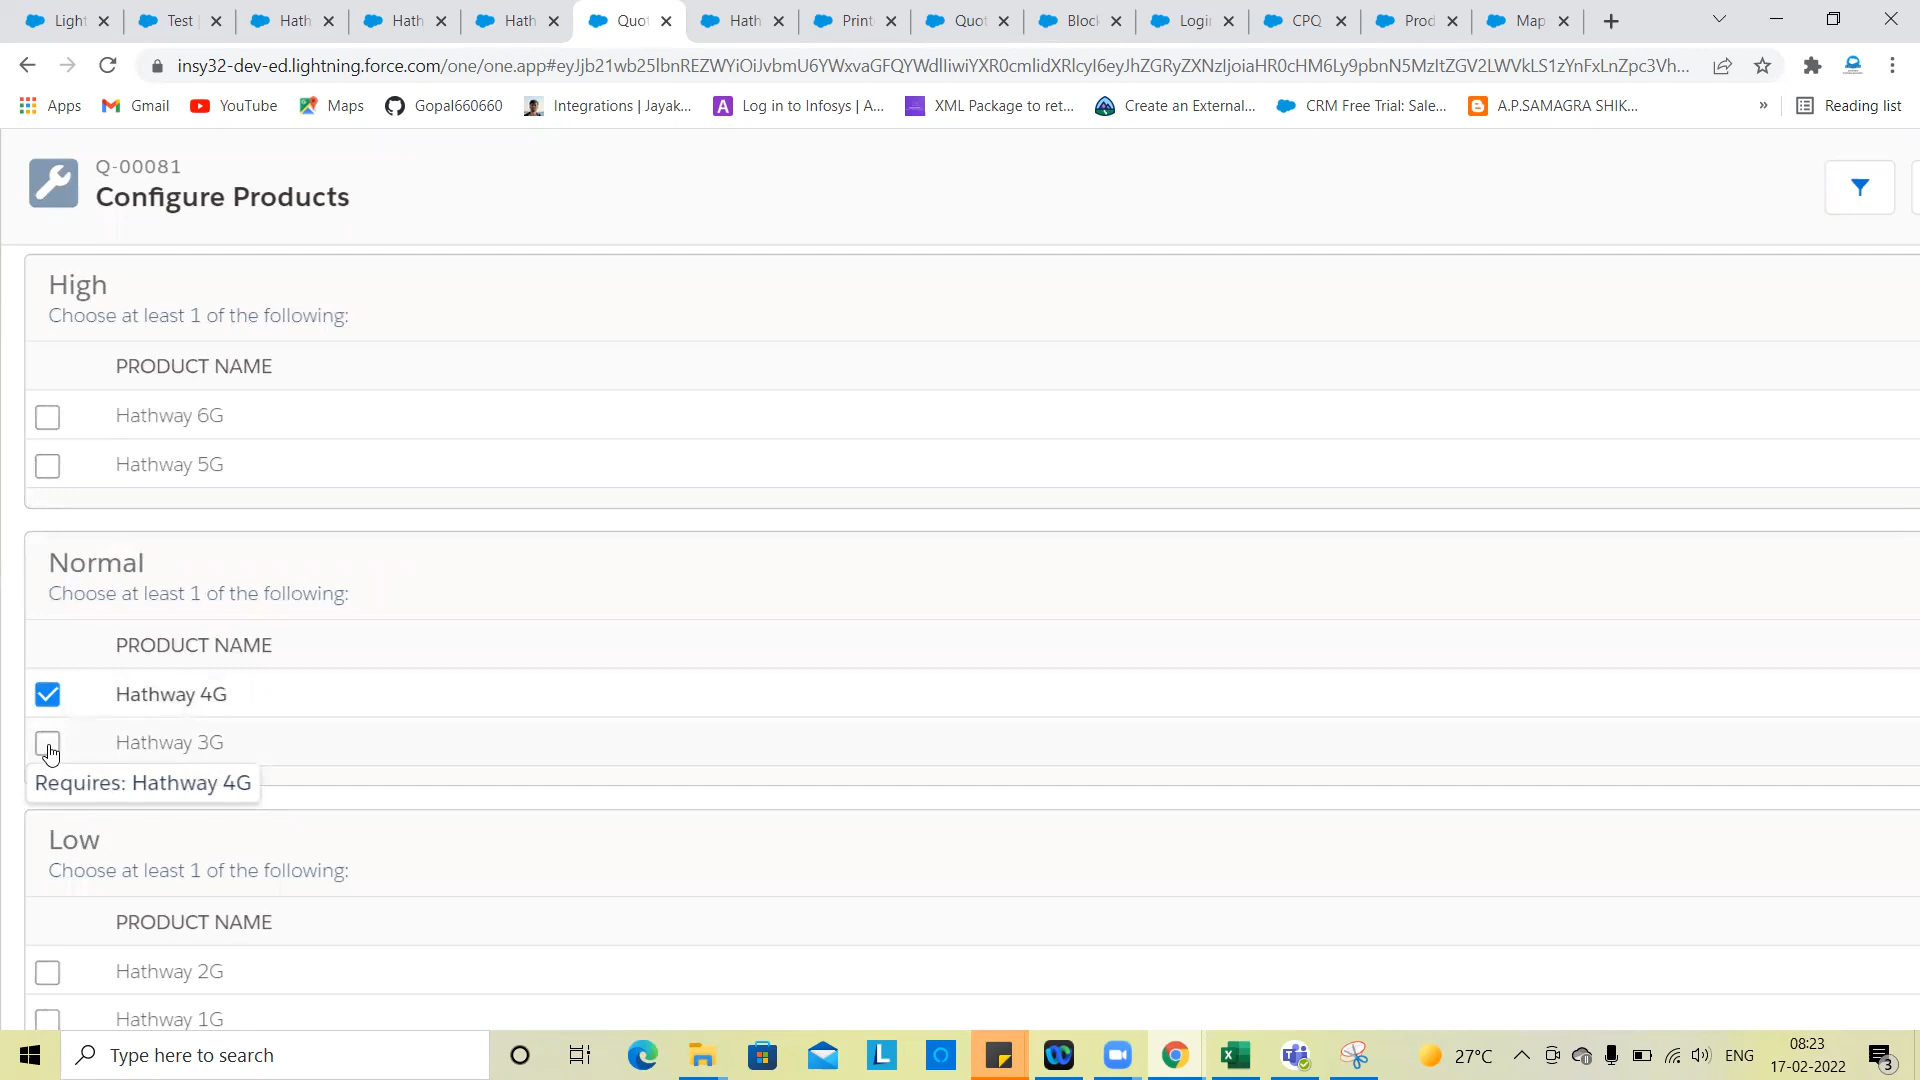 Light
Test
Hath
Hath
Hath
Quot
Hath
Print
Quot
Block
Login
CPQ
Prod
Map
insy32-dev-ed.lightning.force.com/one/one.app#eyJjb21wb25lbnREZWYiOiJvbmU6YWxvaGFQYWdlIiwiYXR0cmlidXRlcyI6eyJhZGRyZXNzIjoiaHR0cHM6Ly9pbnN5MzItZGV2LWVkLS1zYnFxLnZpc3Vh...
Apps
Gmail
YouTube
Maps
Gopal660060
Integrations | Jayak...
Log in to Infosys | A...
XML Package to ret...
Create an External...
CRM Free Trial: Sale...
A.P.SAMAGRA SHIK...
»
Reading list
Q-00081
Configure Products
High
Choose at least 1 of the following:
PRODUCT NAME
Hathway 6G
Hathway 5G
Normal
Choose at least 1 of the following:
PRODUCT NAME
Hathway 4G
Hathway 3G
Requires: Hathway 4G
Low
Choose at least 1 of the following:
PRODUCT NAME
Hathway 2G
Hathway 1G
Type here to search
27°C
ENG
08:23
17-02-2022
3